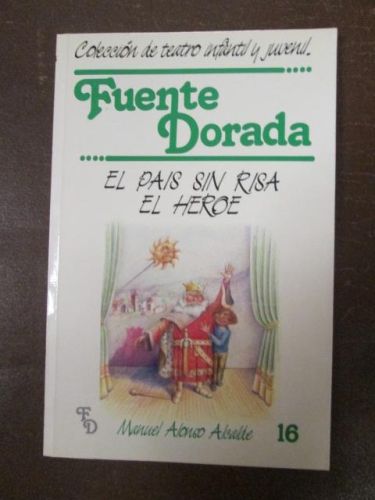 Colección de teatro infantil y juvenil.
Fuente
Dorada
EL PAIS SIN RISA
EL HEROE
FD
Manuel Alonso Alcalde
16